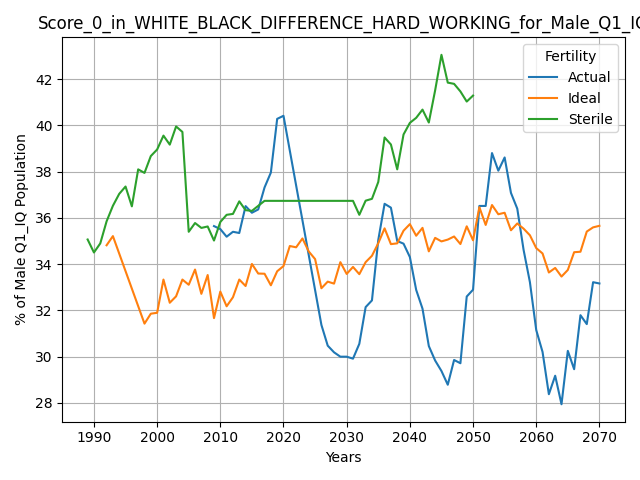 Score_0_in_WHITE_BLACK_DIFFERENCE_HARD_WORKING_for_Male_Q1_IQ
Fertility
Actual
Ideal
Sterile
% of Male Q1_IQ Population
42
40
38
36
34
32
30
28
1990 2000 2010 2020 2030 2040 2050 2060 2070
Years